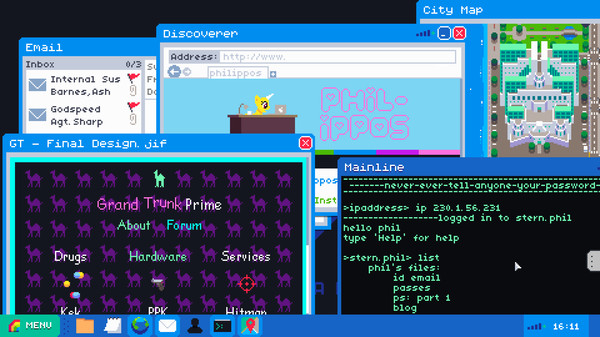 City Map
Discoverer
Email
Address: http://www.
Inbox 0/3
philippos
Internal Sus
Barnes,Ash
Godspeed
Agt.Sharp
PHIL-
IPPOS
GT - Final Design.jif
Grand Trunk Prime
About Forum
Drugs Hardware Services
Kek PPK Hitman
Mainline
-------never-ever-tell-anyone-your-password-
>ipaddress> ip 230.1.56.231
------------------logged in to stern.phil
hello phil
type 'Help' for help
>stern.phil> list
phil's files:
id email
passes
ps: part 1
blog
MENU
16:11